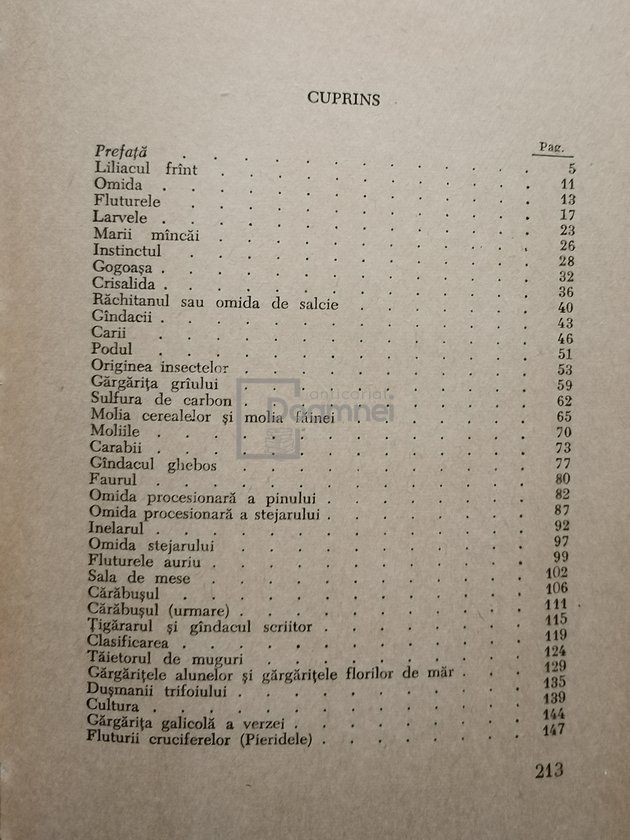 CUPRINS
Pag.
Prefață . . . . . . . . . . 5
Liliacul frînt . . . . . . . . . . 11
Omida . . . . . . . . . . 13
Fluturele . . . . . . . . . . 17
Larvele . . . . . . . . . . 23
Marii mîncăi . . . . . . . . . . 26
Instinctul . . . . . . . . . . 28
Gogoașa . . . . . . . . . . 32
Crisalida . . . . . . . . . . 36
Răchitanul sau omida de salcie . . . . . . 40
Gîndacii . . . . . . . . . . 43
Carii . . . . . . . . . . 46
Podul . . . . . . . . . . 51
Originea insectelor . . . . . . . . 53
Gărgărița grîului . . . . . . . . 59
Sulfura de carbon . . . . . . . . 62
Molia cerealelor și molia făinei . . . . . . 65
Moliile . . . . . . . . . . 70
Carabii . . . . . . . . . . 73
Gîndacul ghebos . . . . . . . . 77
Faurul . . . . . . . . . . 80
Omida procesionară a pinului . . . . . . 82
Omida procesionară a stejarului . . . . . . 87
Inelarul . . . . . . . . . . 92
Omida stejarului . . . . . . . . 97
Fluturele auriu . . . . . . . . 99
Sala de mese . . . . . . . . 102
Cărăbușul . . . . . . . . . . 106
Cărăbușul (urmare) . . . . . . . . 111
Țigărarul și gîndacul scriitor . . . . . . 115
Clasificarea . . . . . . . . . . 119
Tăietorul de muguri . . . . . . . . 124
Gărgărițele alunelor și gărgărițele florilor de măr . . . 129
Dușmanii trifoiului . . . . . . . . 135
Cultura . . . . . . . . . . 139
Gărgărița galicolă a verzei . . . . . . 144
Fluturii cruciferelor (Pieridele) . . . . . . 147
anticariat
Doamnei
213